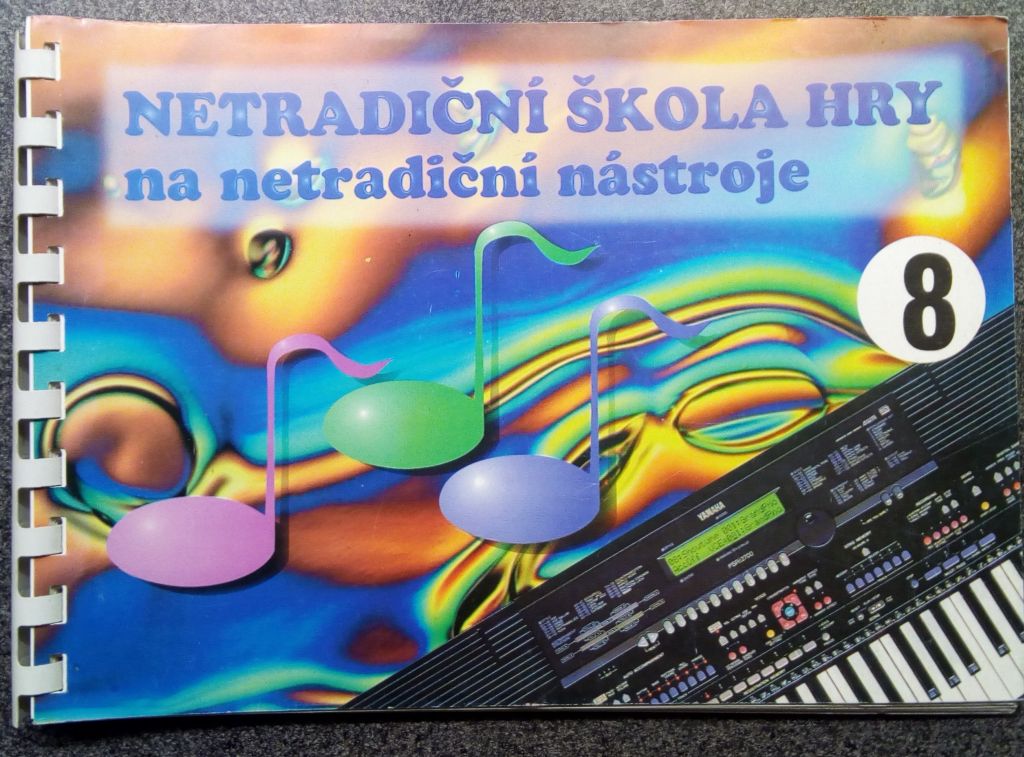 NETRADIČNÍ ŠKOLA HRY
na netradiční nástroje
8
YAMAHA